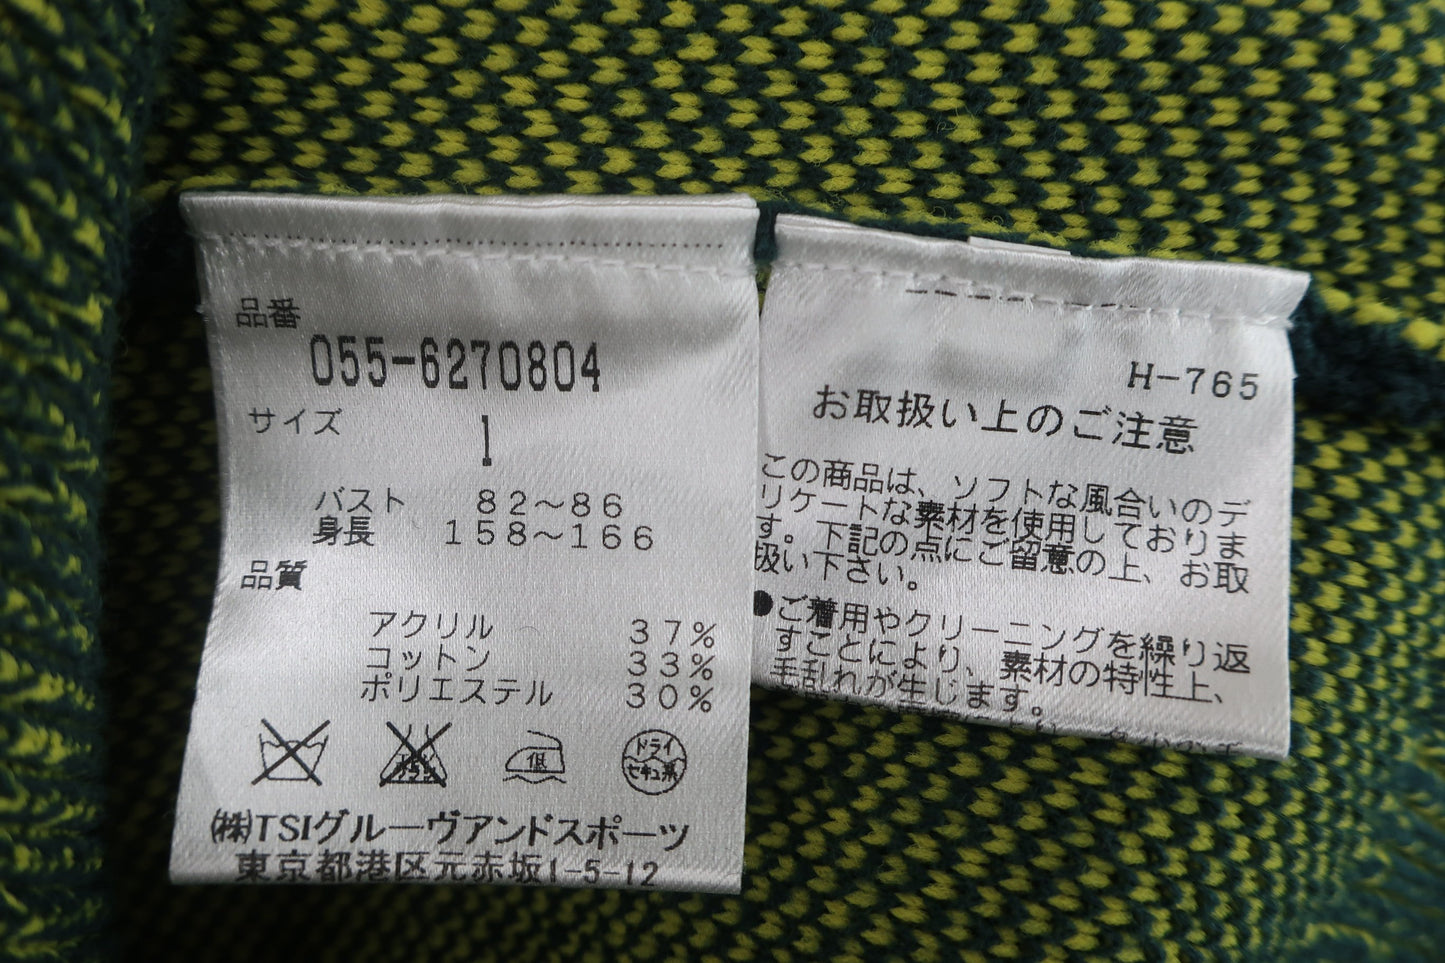 品番
055-6270804
サイズ
1
バスト 82～86
身長 158～166
品質
アクリル 37%
コットン 33%
ポリエステル 30%
エンソ サラシ
低
ドライ
セキユ系
(株)TSIグルーヴアンドスポーツ
東京都港区元赤坂1-5-12
H-765
お取扱い上のご注意
この商品は、ソフトな風合いのデ
リケートな素材を使用しておりま
す。下記の点にご留意の上、お取
扱い下さい。
●ご着用やクリーニングを繰り返
すことにより、素材の特性上、
毛乱れが生じます。